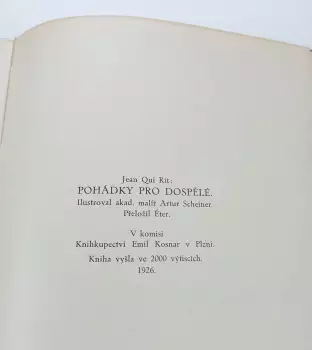 Jean Qui Rit:
POHÁDKY PRO DOSPĚLÉ.
Ilustroval akad. malíř Artur Scheiner.
Přeložil Éter.
V komisi
Knihkupectví Emil Kosnar v Plzni.
Kniha vyšla ve 2000 výtiscích.
1926.